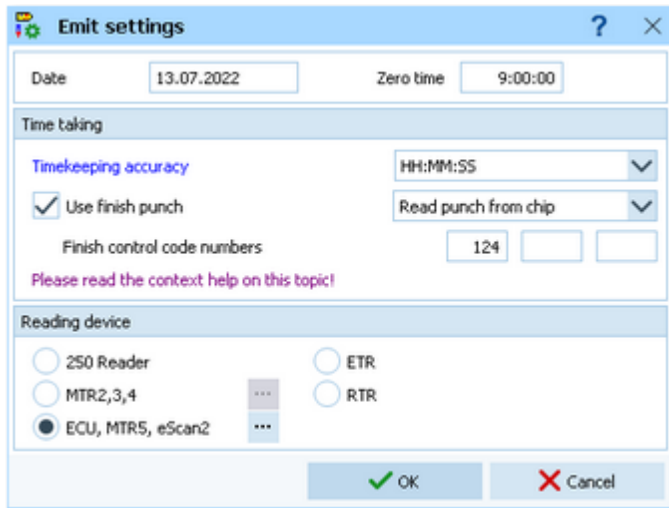 Emit settings ?
Date 13.07.2022 Zero time 9:00:00
Time taking
Timekeeping accuracy HH:MM:SS
Use finish punch Read punch from chip
Finish control code numbers 124
Please read the context help on this topic!
Reading device
250 Reader ETR
MTR2,3,4 ... RTR
ECU, MTR5, eScan2 ...
OK Cancel